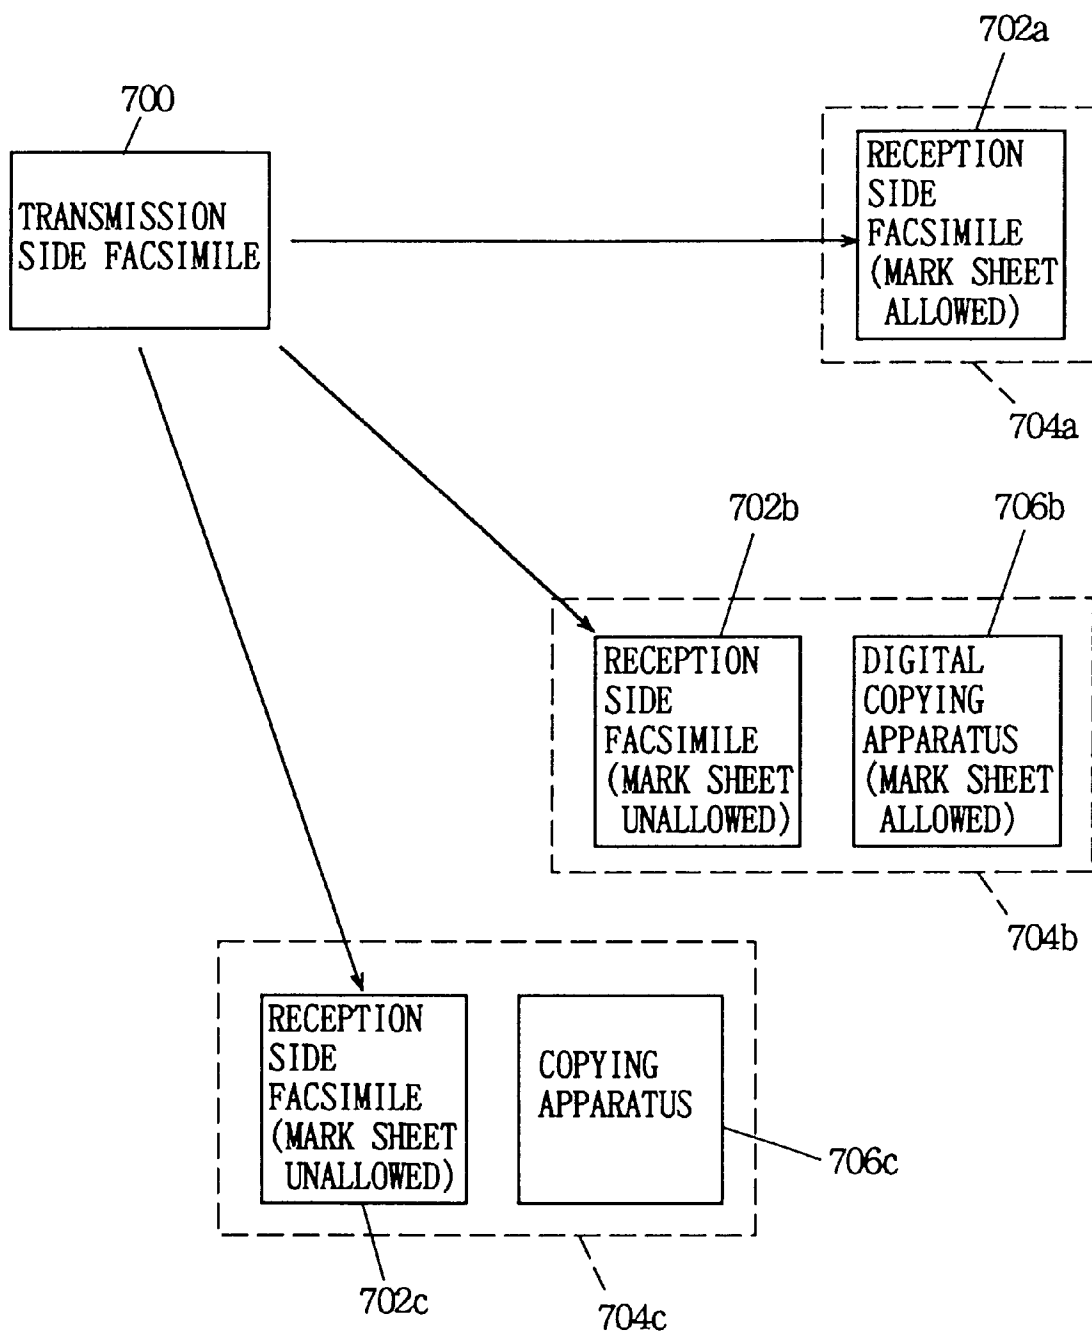 702a
700
TRANSMISSION
SIDE FACSIMILE
RECEPTION
SIDE
FACSIMILE
(MARK SHEET
ALLOWED)
704a
702b
706b
RECEPTION
SIDE
FACSIMILE
(MARK SHEET
UNALLOWED)
DIGITAL
COPYING
APPARATUS
(MARK SHEET
ALLOWED)
704b
RECEPTION
SIDE
FACSIMILE
(MARK SHEET
UNALLOWED)
COPYING
APPARATUS
706c
702c
704c